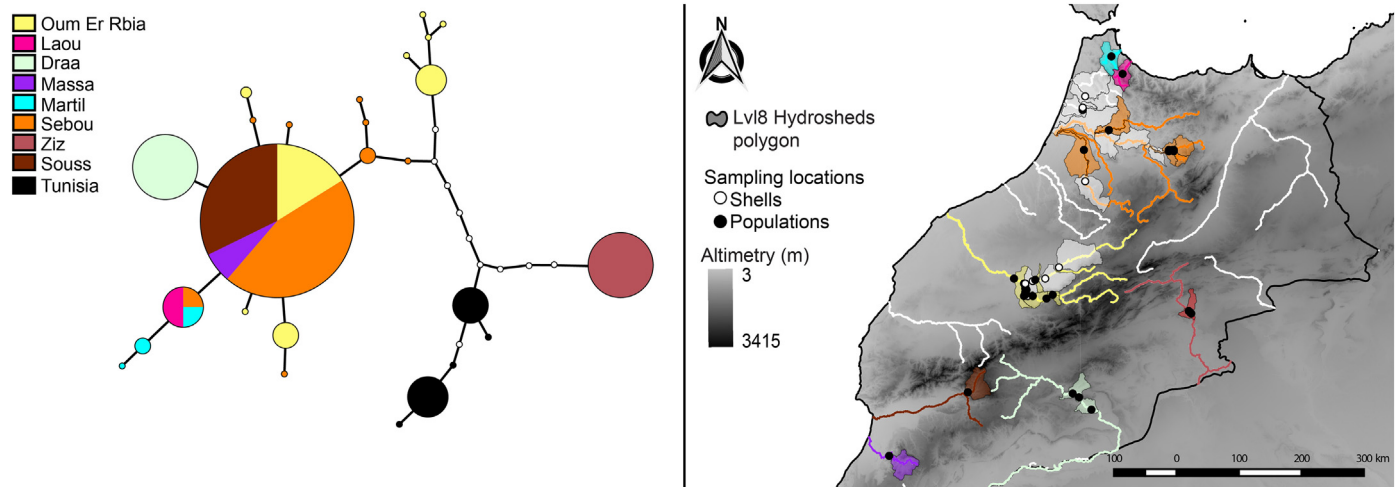 Oum Er Rbia
Laou
Draa
Massa
Martil
Sebou
Ziz
Souss
Tunisia
N
Lvl8 Hydrosheds
polygon
Sampling locations
Shells
Populations
Altimetry (m)
3
3415
100 0 100 200 300 km